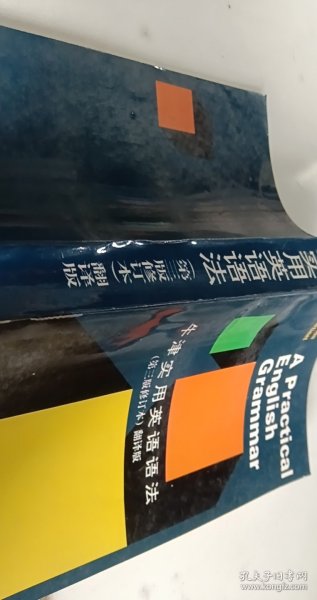 A Practical
English
Grammar
牛津实用英语语法
(第三版修订本) 翻译版
实用英语语法
(第三版修订本)
翻译版
孔夫子旧书网